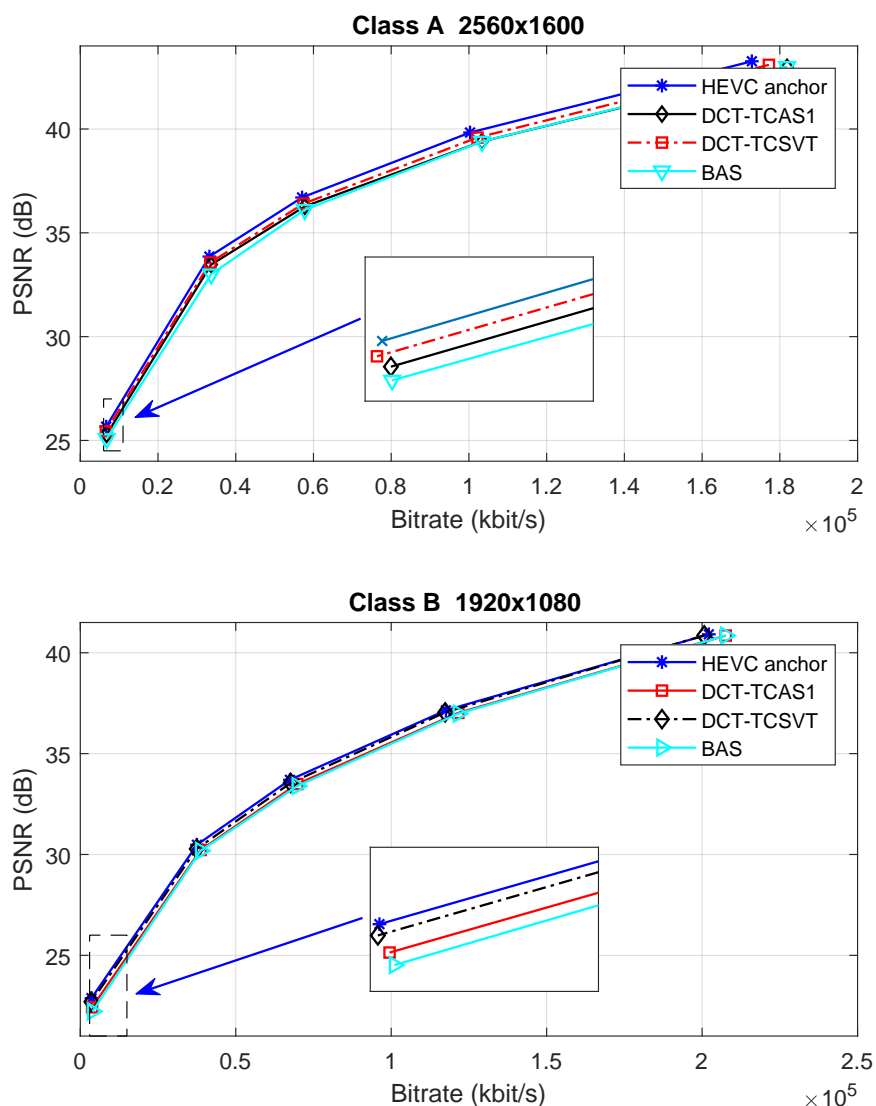 Class A  2560x1600
PSNR (dB)
40
35
30
25
HEVC anchor
DCT-TCAS1
DCT-TCSVT
BAS
0 0.2 0.4 0.6 0.8 1 1.2 1.4 1.6 1.8 2
Bitrate (kbit/s)
×10^5
Class B  1920x1080
PSNR (dB)
40
35
30
25
HEVC anchor
DCT-TCAS1
DCT-TCSVT
BAS
0 0.5 1 1.5 2 2.5
Bitrate (kbit/s)
×10^5